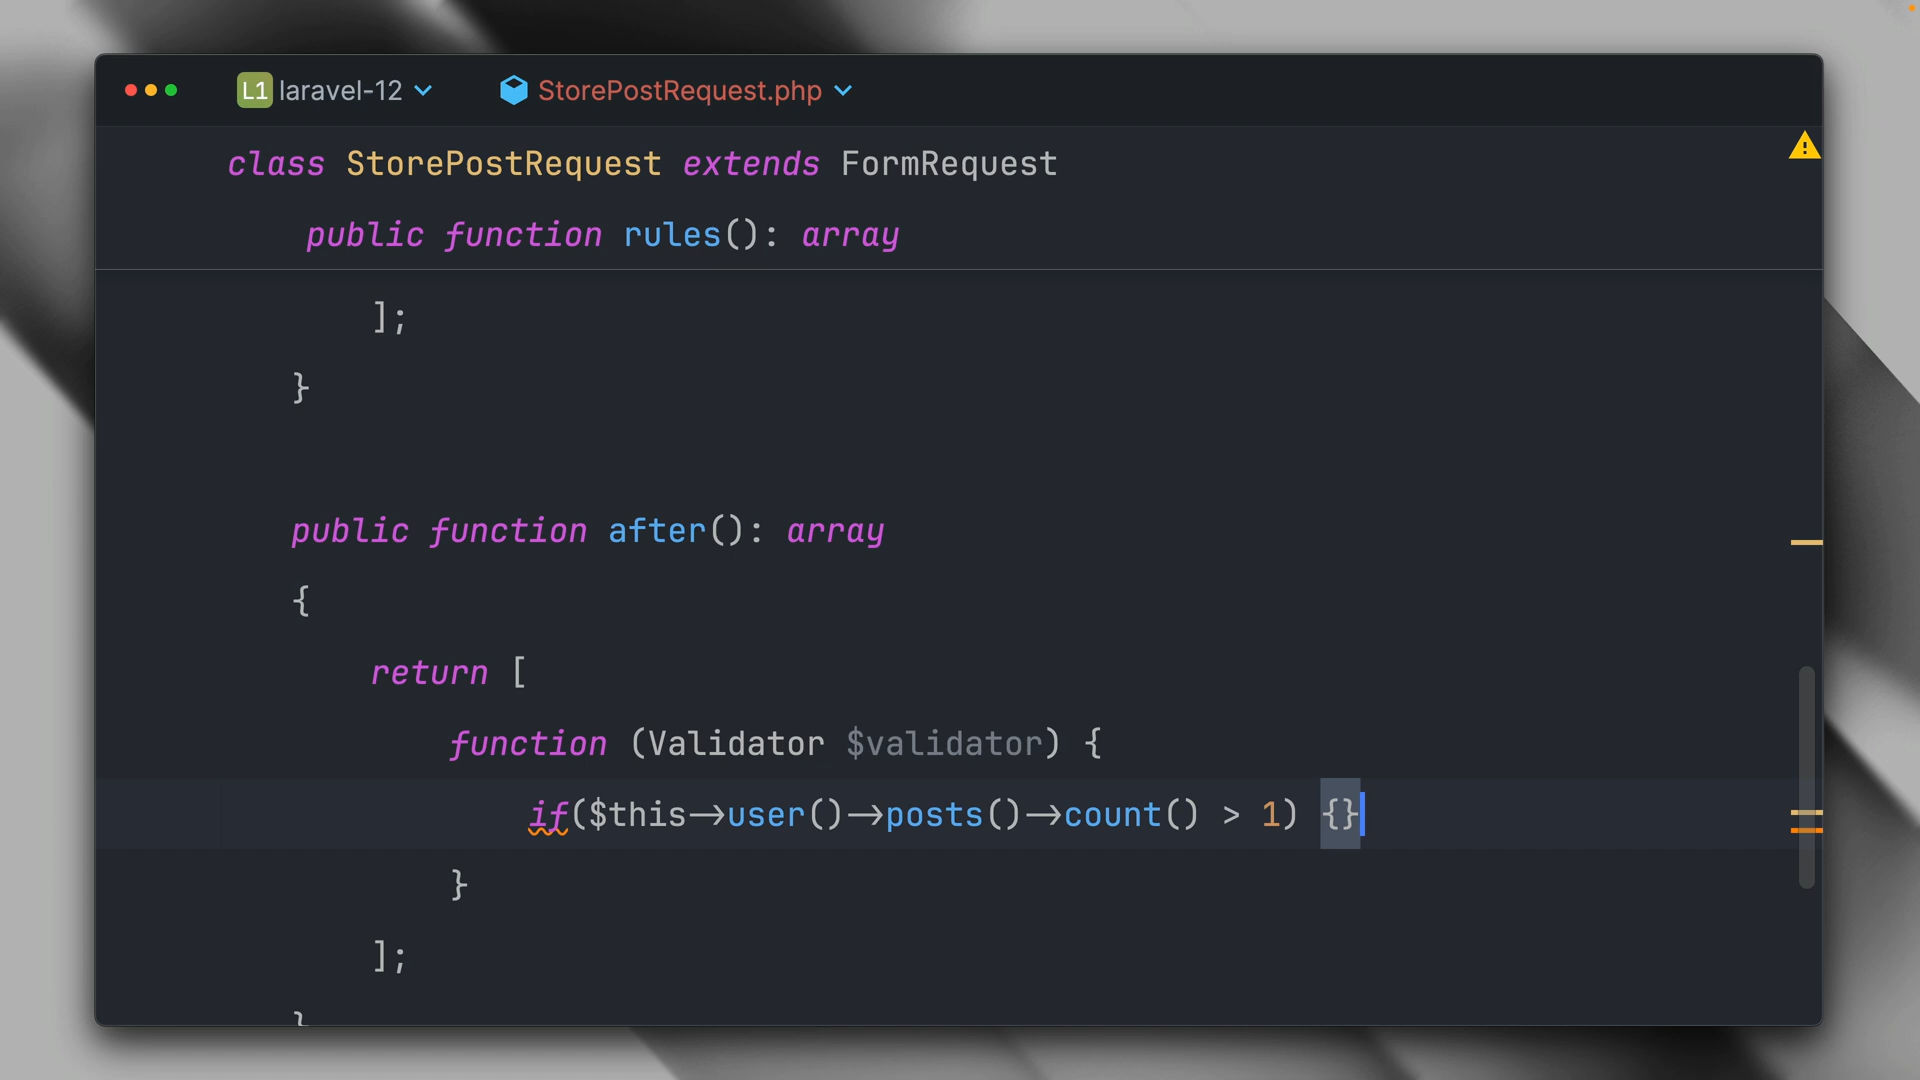 L1 laravel-12 StorePostRequest.php
class StorePostRequest extends FormRequest
public function rules(): array
];
}
public function after(): array
{
return [
function (Validator $validator) {
if($this->user()->posts()->count() > 1) {}
}
];
}